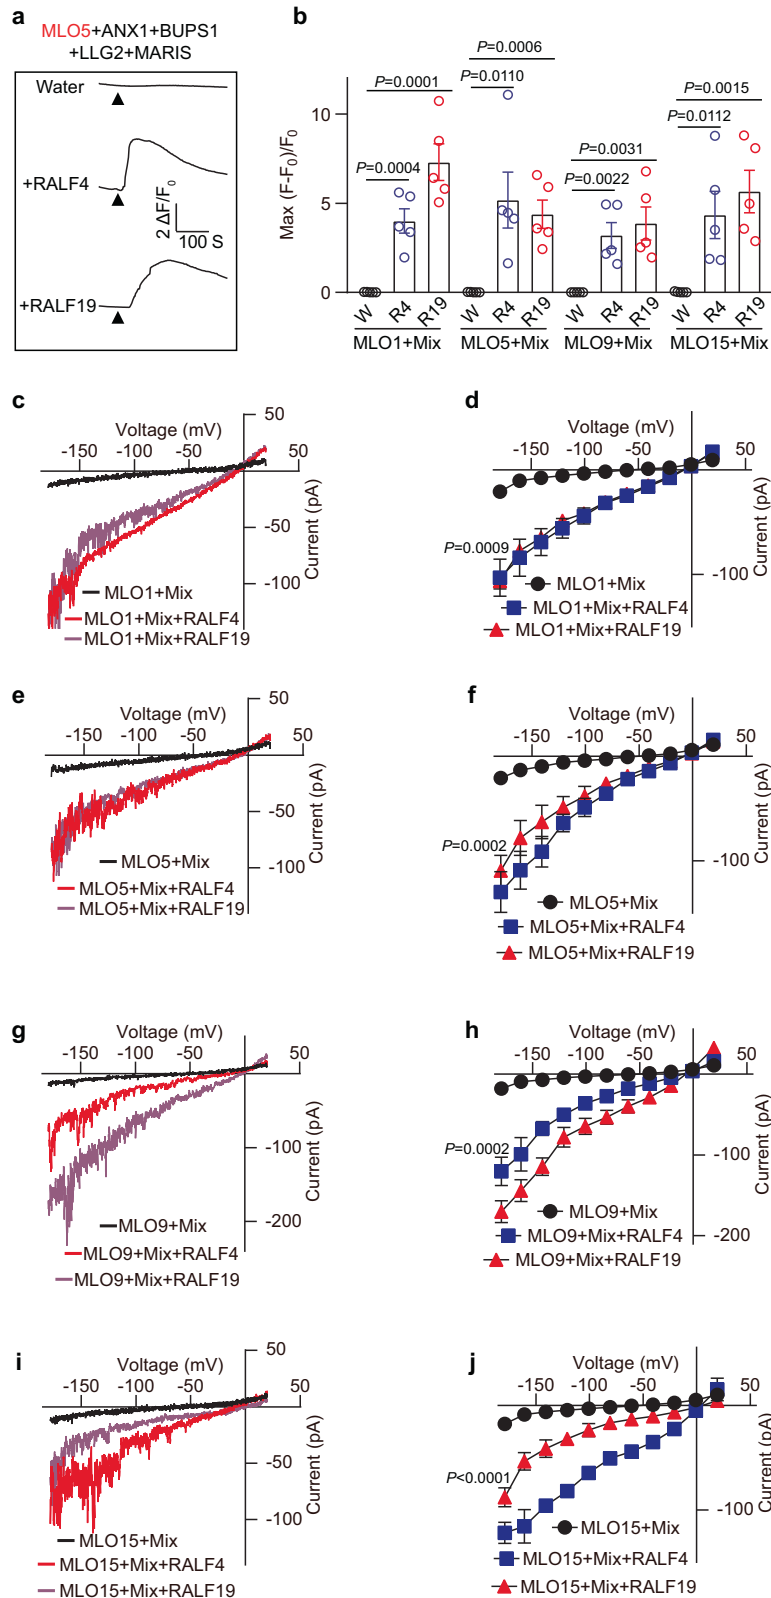 a
MLO5+ANX1+BUPS1
+LLG2+MARIS
Water
+RALF4
2 ΔF/F0
100 S
+RALF19
b
P=0.0006
P=0.0001
P=0.0110
P=0.0015
P=0.0112
P=0.0031
P=0.0004
P=0.0022
Max (F-F0)/F0
10
5
0
W R4 R19 W R4 R19 W R4 R19 W R4 R19
MLO1+Mix MLO5+Mix MLO9+Mix MLO15+Mix
c
50
Voltage (mV)
-150 -100 -50 50
-50
-100
Current (pA)
MLO1+Mix
MLO1+Mix+RALF4
MLO1+Mix+RALF19
d
Voltage (mV)
-150 -100 -50 50
P=0.0009
-100
Current (pA)
MLO1+Mix
MLO1+Mix+RALF4
MLO1+Mix+RALF19
e
50
Voltage (mV)
-150 -100 -50 50
-50
-100
Current (pA)
MLO5+Mix
MLO5+Mix+RALF4
MLO5+Mix+RALF19
f
Voltage (mV)
-150 -100 -50 50
P=0.0002
-100
Current (pA)
MLO5+Mix
MLO5+Mix+RALF4
MLO5+Mix+RALF19
g
Voltage (mV)
-150 -100 -50 50
-100
-200
Current (pA)
MLO9+Mix
MLO9+Mix+RALF4
MLO9+Mix+RALF19
h
Voltage (mV)
-150 -100 -50 50
P=0.0002
-100
-200
Current (pA)
MLO9+Mix
MLO9+Mix+RALF4
MLO9+Mix+RALF19
i
50
Voltage (mV)
-150 -100 -50 50
-50
-100
Current (pA)
MLO15+Mix
MLO15+Mix+RALF4
MLO15+Mix+RALF19
j
Voltage (mV)
-150 -100 -50 50
P<0.0001
-100
Current (pA)
MLO15+Mix
MLO15+Mix+RALF4
MLO15+Mix+RALF19